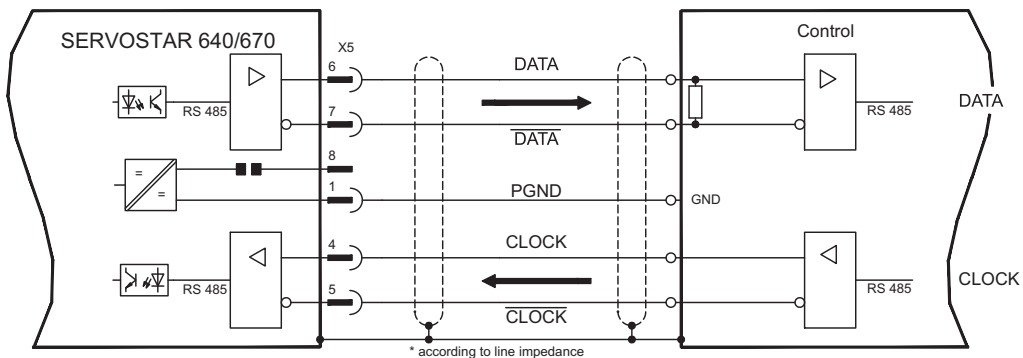 SERVOSTAR 640/670
X5
Control
6
DATA
RS 485
RS 485
DATA
7
DATA
8
=
=
1
PGND
GND
4
CLOCK
RS 485
RS 485
CLOCK
5
CLOCK
* according to line impedance